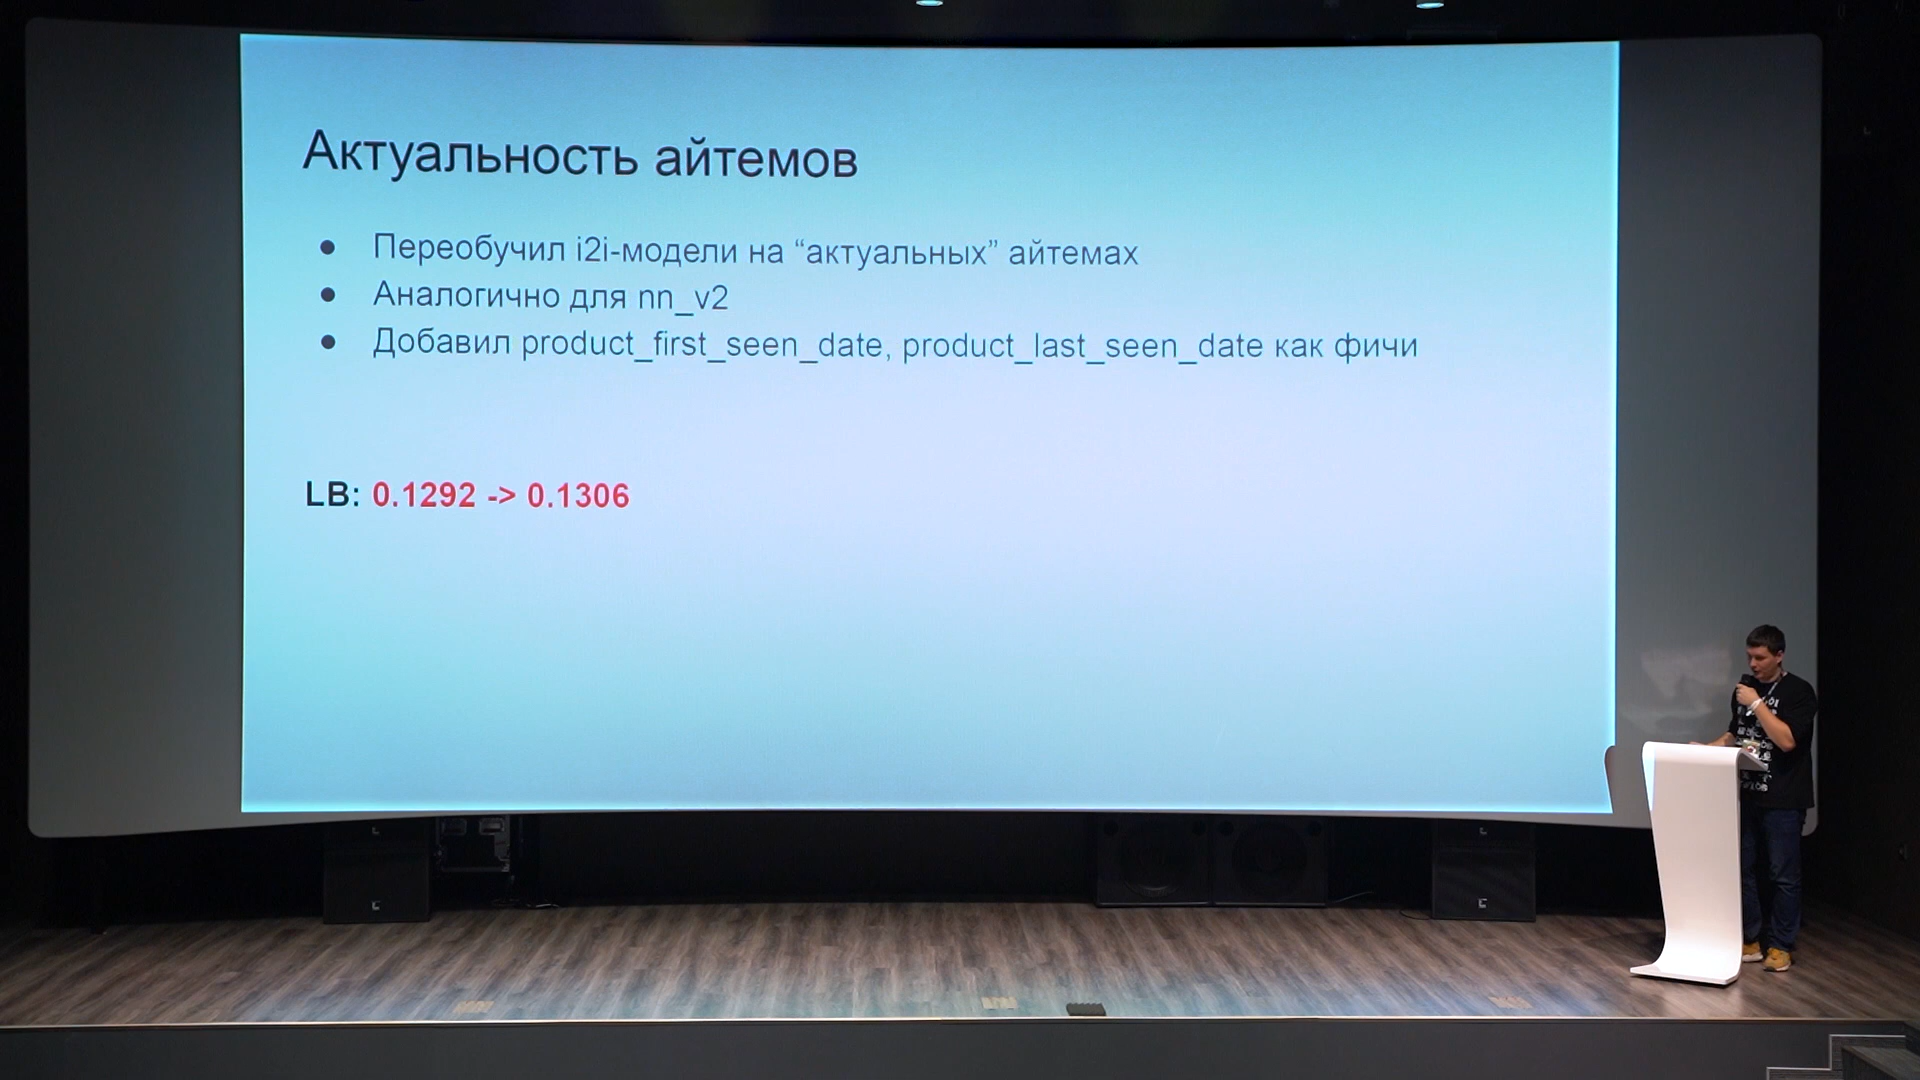 Актуальность айтемов
● Переобучил i2i-модели на “актуальных” айтемах
● Аналогично для nn_v2
● Добавил product_first_seen_date, product_last_seen_date как фичи
LB: 0.1292 -> 0.1306